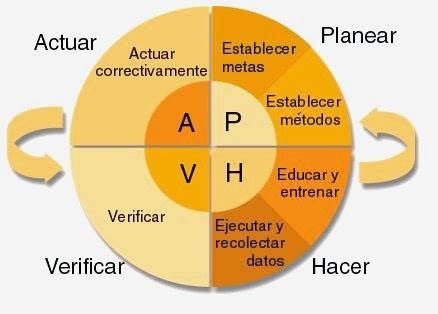 Actuar
Planear
Actuar
correctivamente
Establecer
metas
Establecer
métodos
A
P
V
H
Educar y
entrenar
Verificar
Ejecutar y
recolectar
datos
Verificar
Hacer